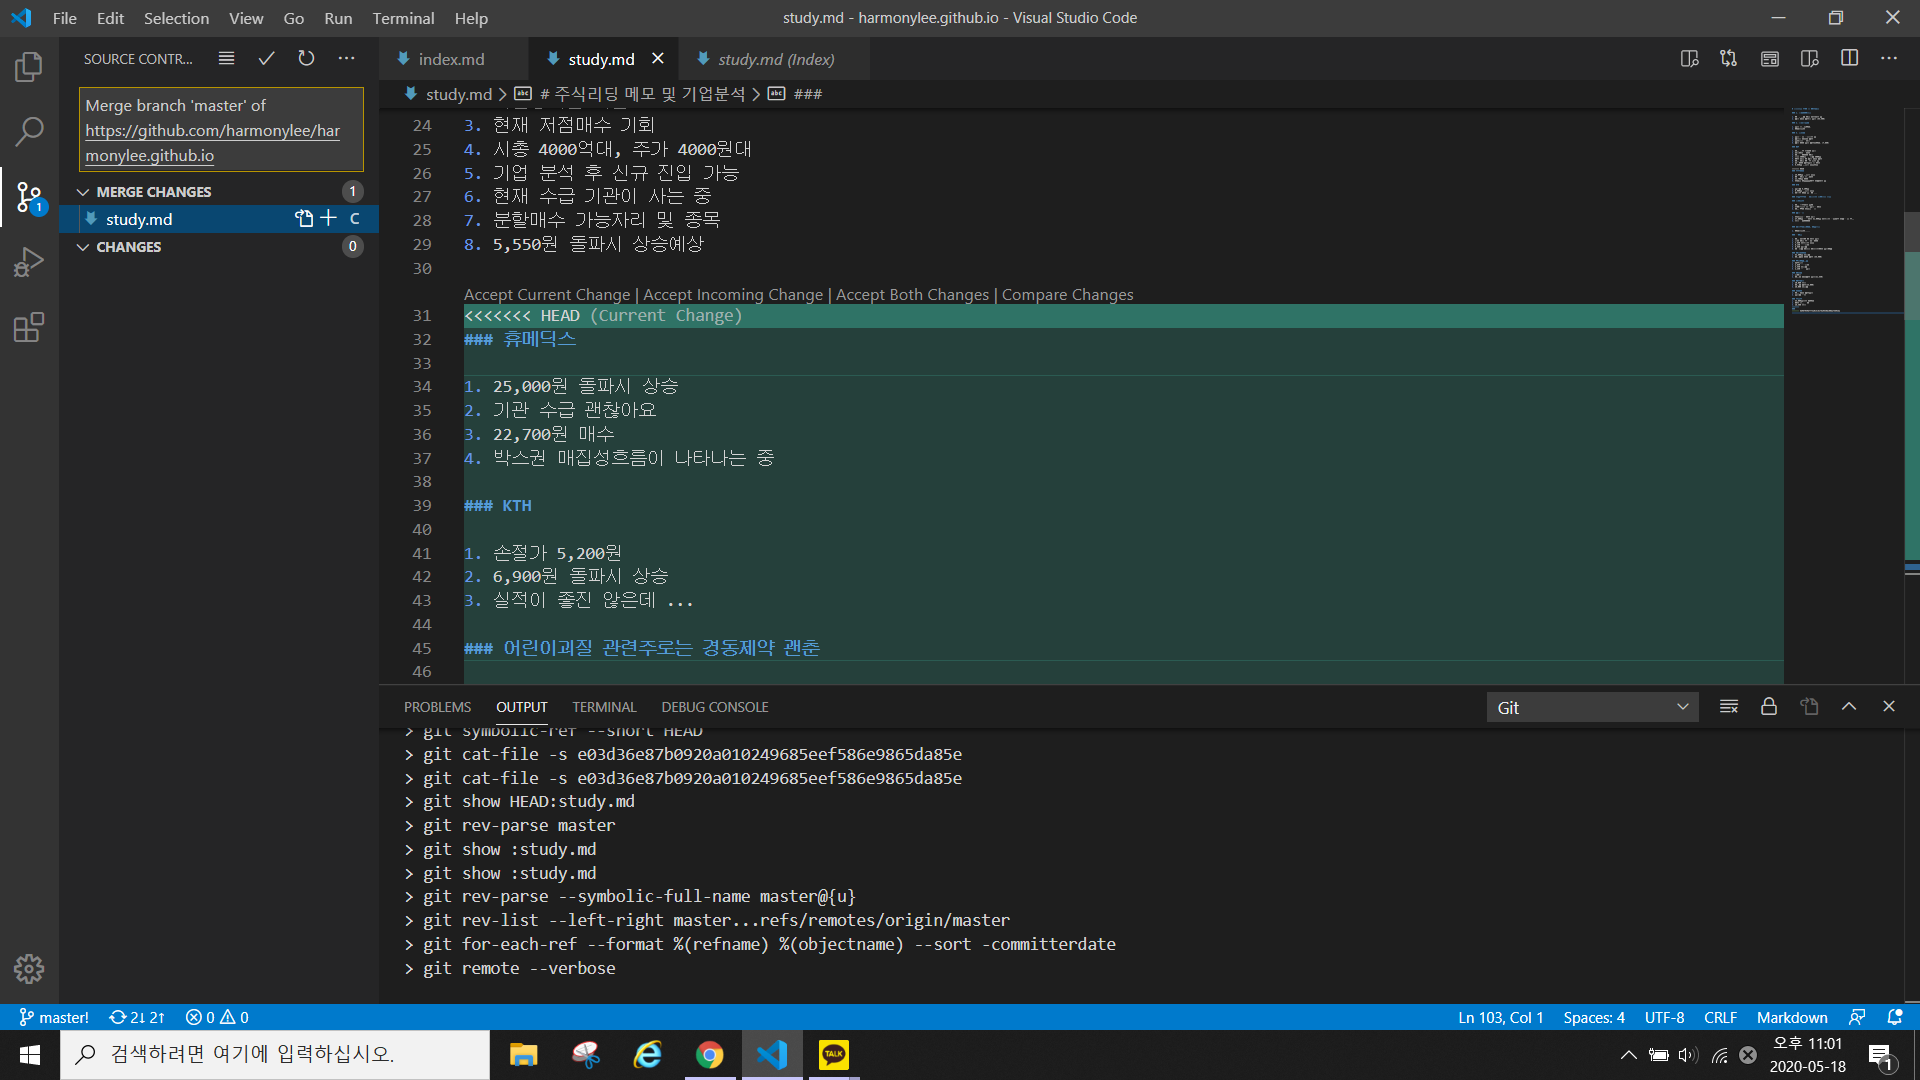 File Edit Selection View Go Run Terminal Help
study.md - harmonylee.github.io - Visual Studio Code
SOURCE CONTR...
index.md
study.md
study.md (Index)
study.md > # 주식리딩 메모 및 기업분석 > ###
Merge branch 'master' of
https://github.com/harmonylee/har
monylee.github.io
MERGE CHANGES 1
study.md C
CHANGES 0
24 3. 현재 저점매수 기회
25 4. 시총 4000억대, 주가 4000원대
26 5. 기업 분석 후 신규 진입 가능
27 6. 현재 수급 기관이 사는 중
28 7. 분할매수 가능자리 및 종목
29 8. 5,550원 돌파시 상승예상
30
Accept Current Change | Accept Incoming Change | Accept Both Changes | Compare Changes
31 <<<<<<< HEAD (Current Change)
32 ### 휴메딕스
33
34 1. 25,000원 돌파시 상승
35 2. 기관 수급 괜찮아요
36 3. 22,700원 매수
37 4. 박스권 매집성흐름이 나타나는 중
38
39 ### KTH
40
41 1. 손절가 5,200원
42 2. 6,900원 돌파시 상승
43 3. 실적이 좋진 않은데 ...
44
45 ### 어린이괴질 관련주로는 경동제약 괜춘
46
PROBLEMS OUTPUT TERMINAL DEBUG CONSOLE
Git
> git symbolic-ref --short HEAD
> git cat-file -s e03d36e87b0920a010249685eef586e9865da85e
> git cat-file -s e03d36e87b0920a010249685eef586e9865da85e
> git show HEAD:study.md
> git rev-parse master
> git show :study.md
> git show :study.md
> git rev-parse --symbolic-full-name master@{u}
> git rev-list --left-right master...refs/remotes/origin/master
> git for-each-ref --format %(refname) %(objectname) --sort -committerdate
> git remote --verbose
master! 2↓ 2↑ 0 0
Ln 103, Col 1 Spaces: 4 UTF-8 CRLF Markdown
검색하려면 여기에 입력하십시오.
TALK
오후 11:01
2020-05-18
1